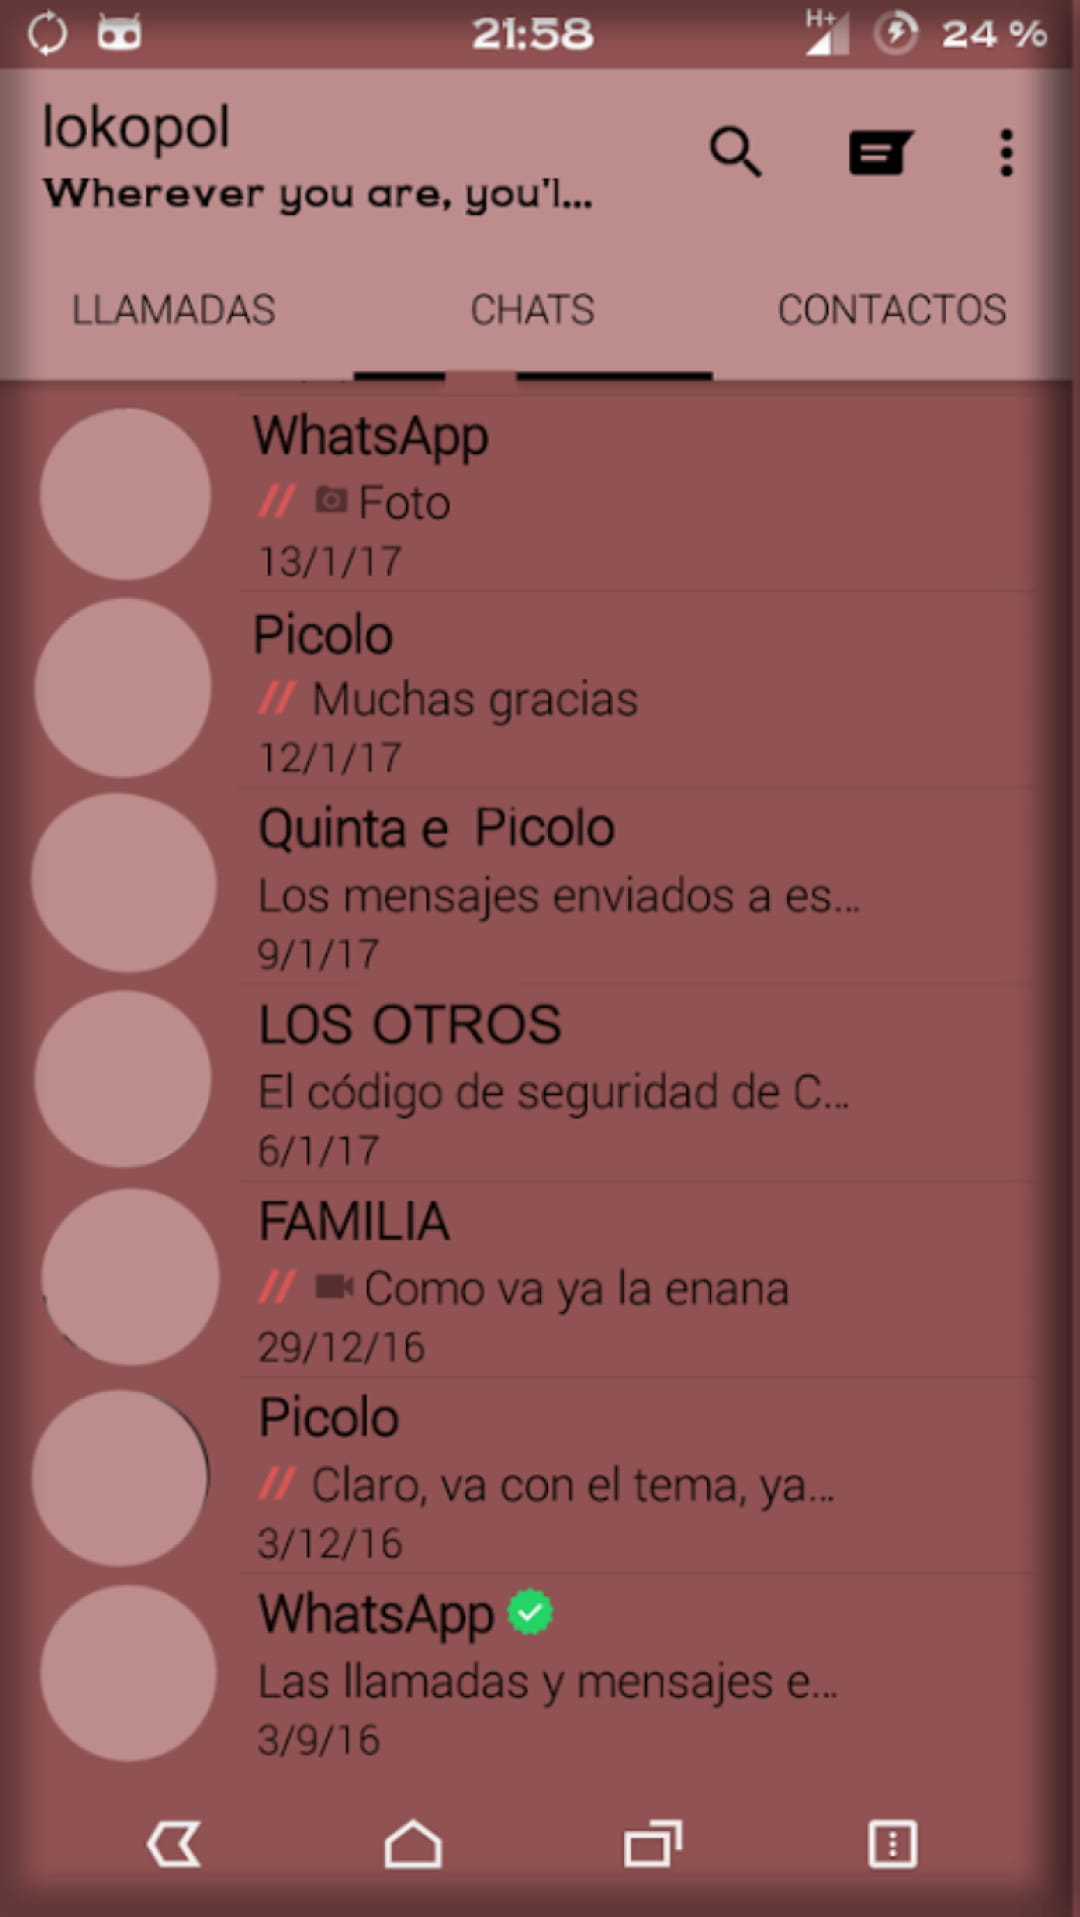 21:58 H+ 24 %
lokopol
Wherever you are, you'l...
LLAMADAS CHATS CONTACTOS
WhatsApp
// Foto
13/1/17
Picolo
// Muchas gracias
12/1/17
Quinta e Picolo
Los mensajes enviados a es...
9/1/17
LOS OTROS
El código de seguridad de C...
6/1/17
FAMILIA
// Como va ya la enana
29/12/16
Picolo
// Claro, va con el tema, ya...
3/12/16
WhatsApp
Las llamadas y mensajes e...
3/9/16